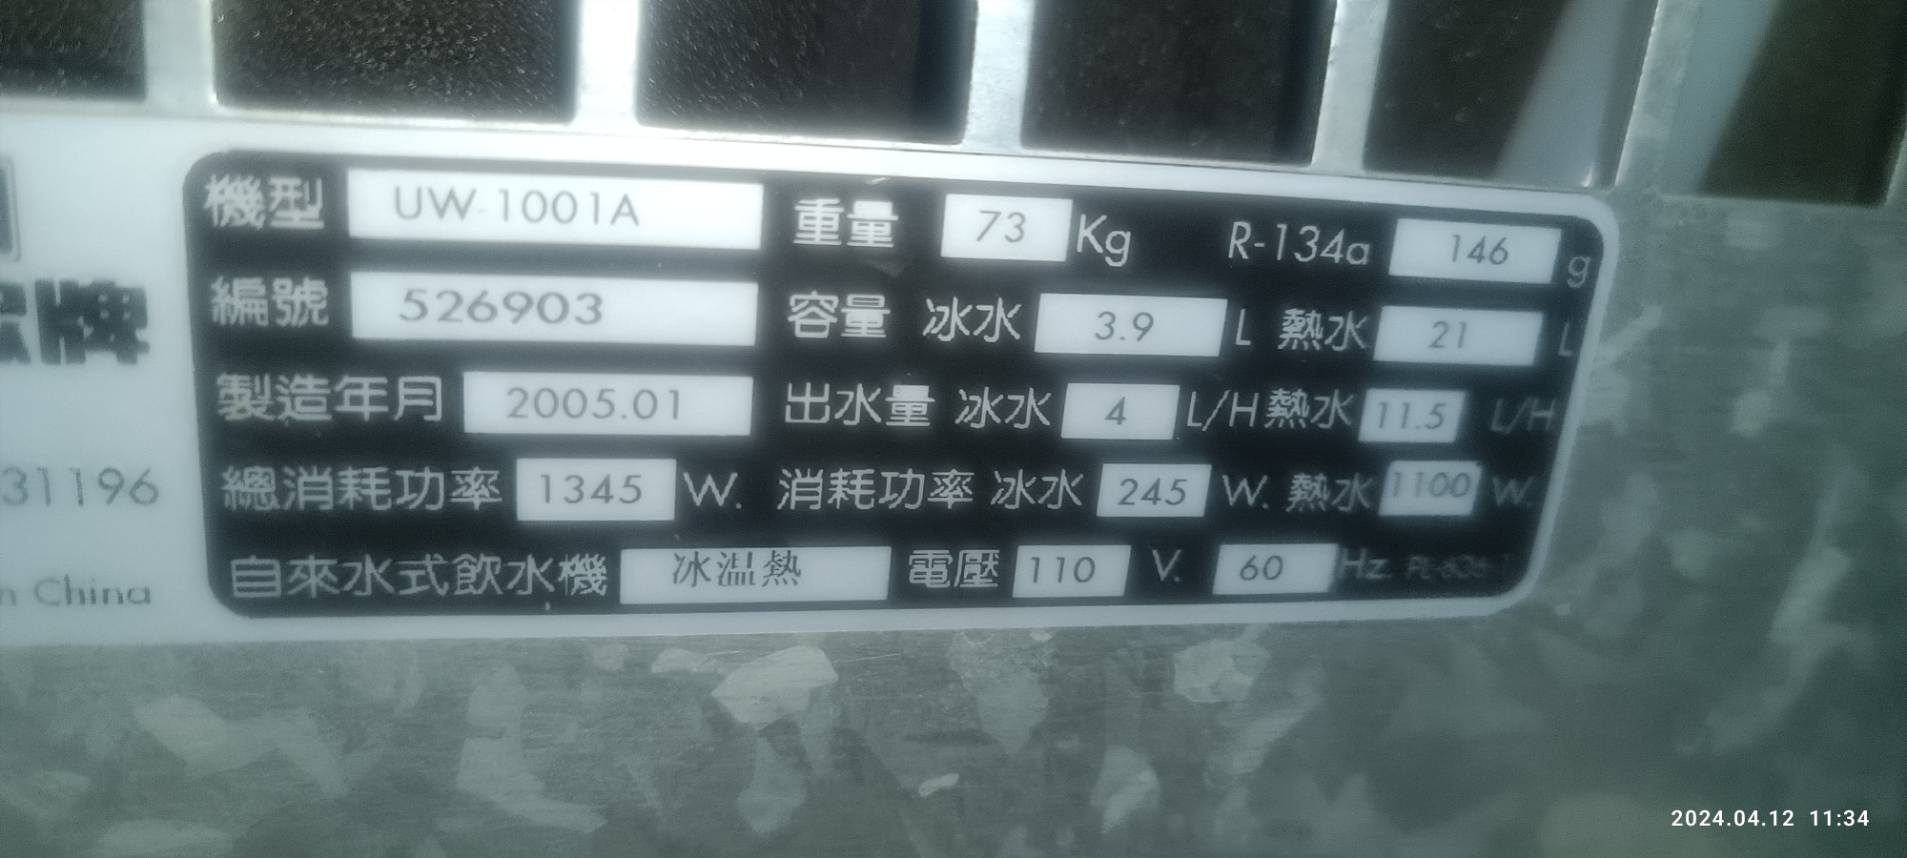 機型 UW-1001A 重量 73 Kg R-134a 146 g
編號 526903 容量 冰水 3.9 L 熱水 21 L
牌
製造年月 2005.01 出水量 冰水 4 L/H 熱水 11.5 L/H
31196
總消耗功率 1345 W. 消耗功率 冰水 245 W. 熱水 1100 W.
China
自來水式飲水機 冰温熱 電壓 110 V. 60 Hz
2024.04.12 11:34